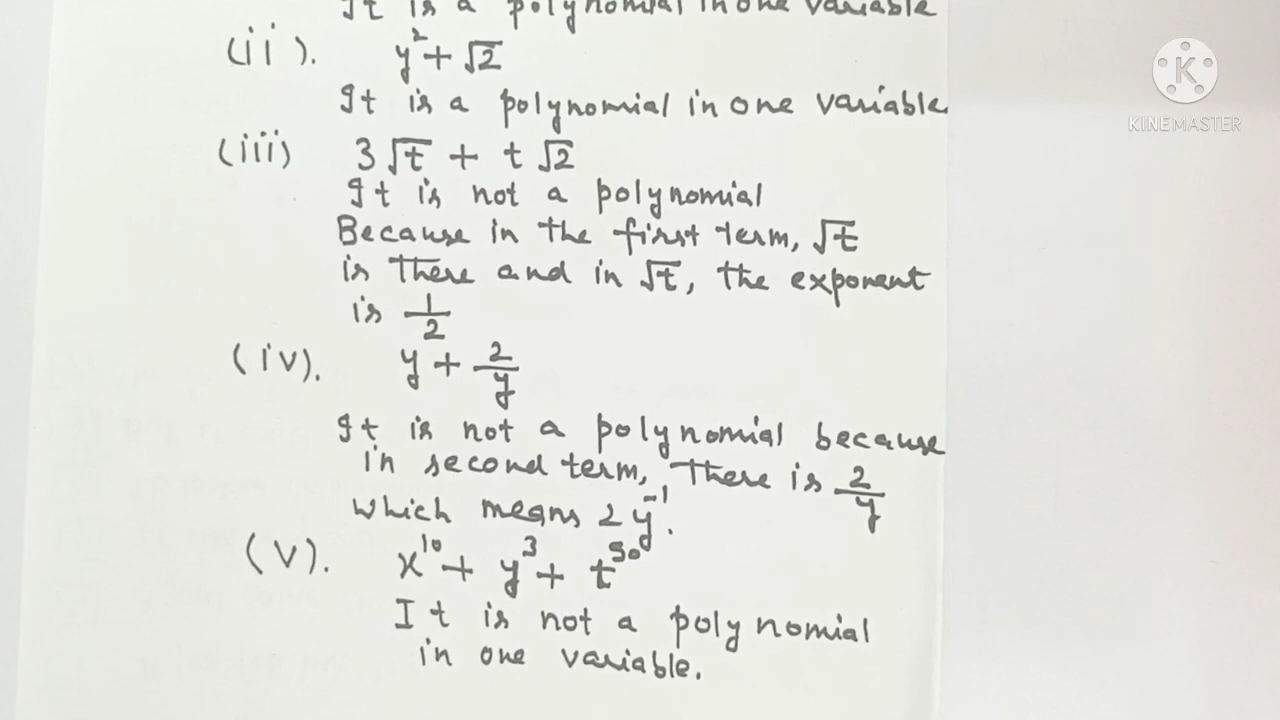 It is a polynomial in one variable
(ii). y² + √2
It is a polynomial in one variable
(iii) 3√t + t√2
It is not a polynomial
Because in the first term, √t
is there and in √t, the exponent
is 1/2
(iv). y + 2/y
It is not a polynomial because
in second term, There is 2/y
which means 2y⁻¹.
(v). x¹⁰ + y³ + t⁵⁰
It is not a polynomial
in one variable.
K
KINEMASTER